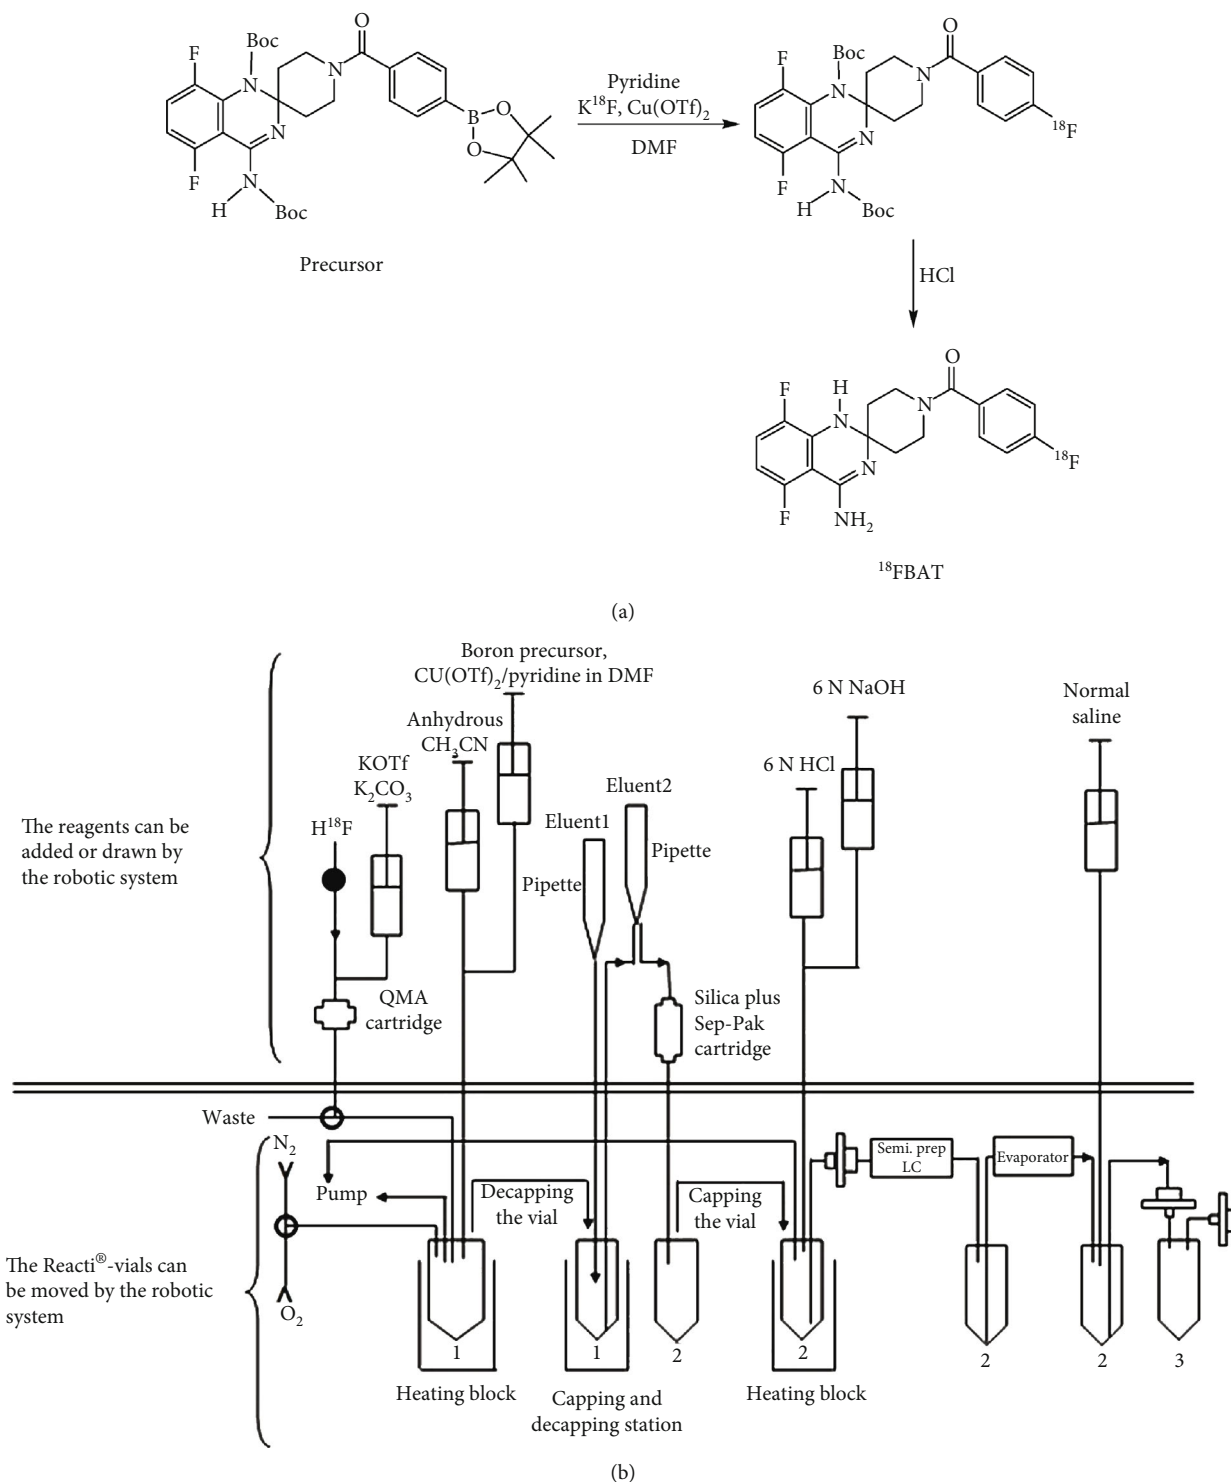 O
F
Boc
N
N
N
F
N
H
Boc
B
O
O
Precursor
Pyridine
K¹⁸F, Cu(OTf)₂
DMF
O
F
Boc
N
N
N
F
N
H
Boc
¹⁸F
HCl
O
F
H
N
N
N
F
NH₂
¹⁸F
¹⁸FBAT
(a)
Boron precursor,
CU(OTf)₂/pyridine in DMF
6 N NaOH
Normal
saline
Anhydrous
CH₃CN
KOTf
K₂CO₃
6 N HCl
Eluent2
H¹⁸F
Eluent1
The reagents can be
added or drawn by
the robotic system
Pipette
Pipette
QMA
cartridge
Silica plus
Sep-Pak
cartridge
Waste
N₂
Semi. prep
LC
Evaporator
Pump
Decapping
the vial
Capping
the vial
The Reacti®-vials can
be moved by the robotic
system
O₂
1
1
2
2
2
2
3
Heating block
Capping and
decapping station
Heating block
(b)